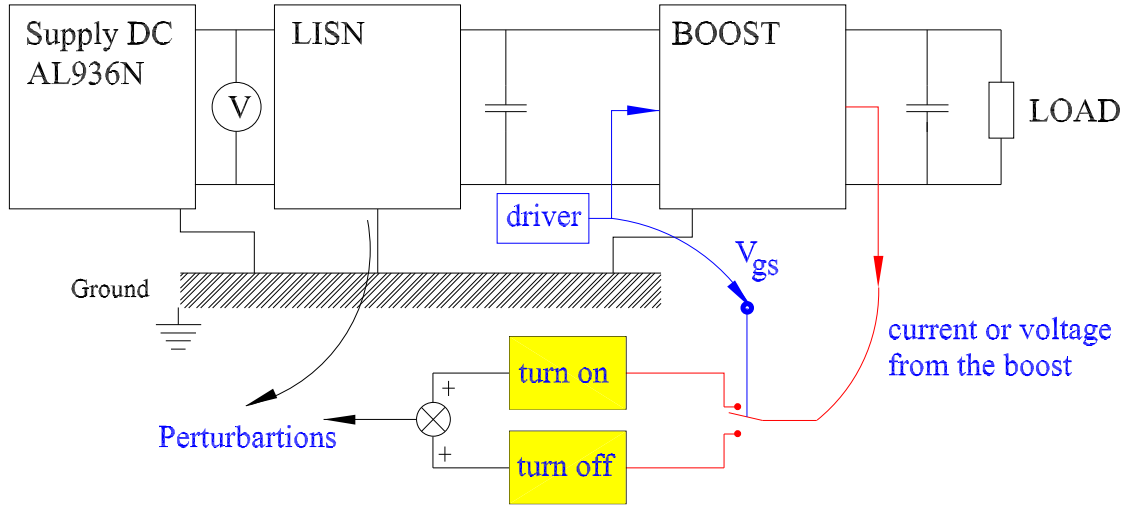 Supply DC
AL936N
V
LISN
BOOST
LOAD
driver
Vgs
Ground
current or voltage
from the boost
turn on
+
Perturbartions
+
turn off